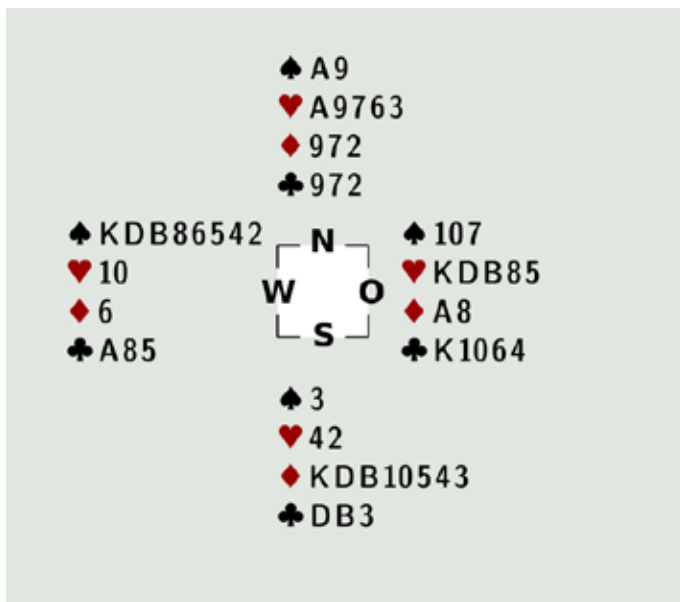 ♠ A9
♥ A9763
♦ 972
♣ 972
♠ KDB86542
♥ 10
♦ 6
♣ A85
N
W O
S
♠ 107
♥ KDB85
♦ A8
♣ K1064
♠ 3
♥ 42
♦ KDB10543
♣ DB3